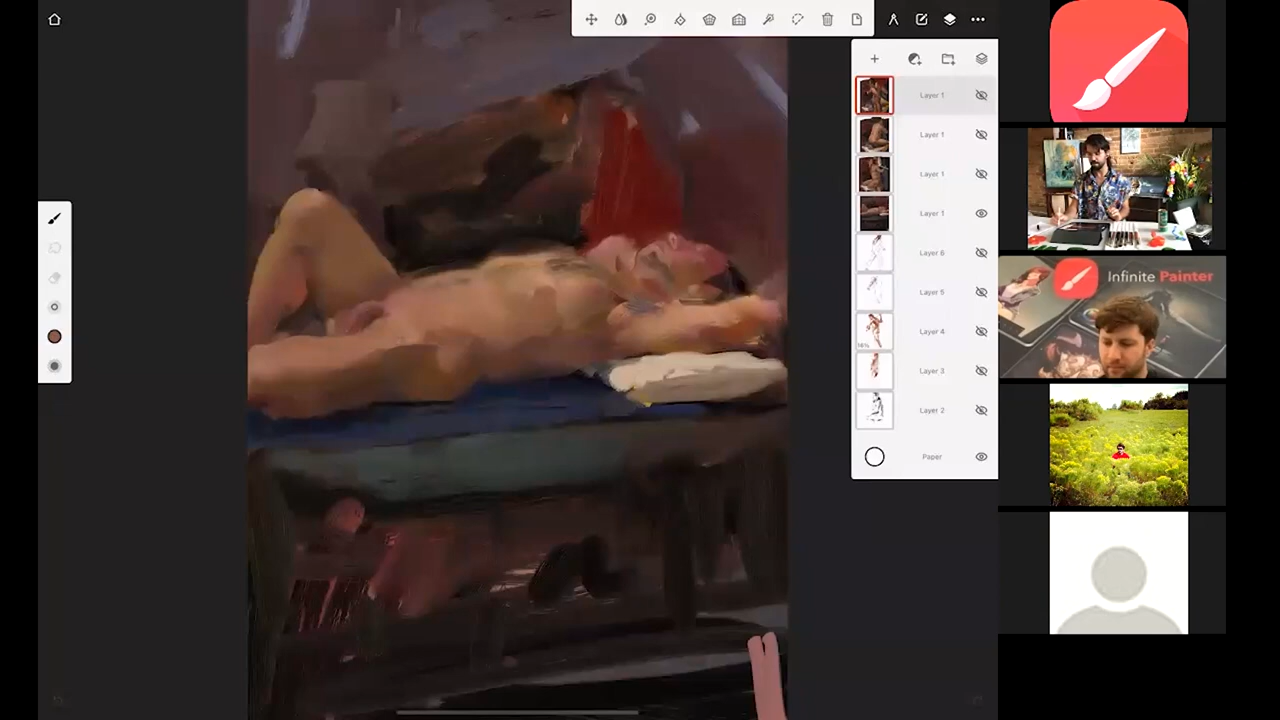 Layer 1
Layer 1
Layer 1
Layer 1
Layer 6
Layer 5
Layer 4
Layer 3
Layer 2
Paper
Infinite Painter